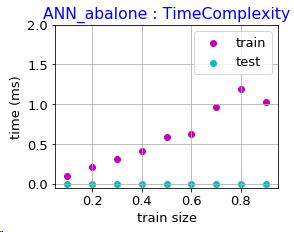 ANN_abalone : TimeComplexity
2.0
1.5
1.0
0.5
0.0
time (ms)
train
test
0.2 0.4 0.6 0.8
train size